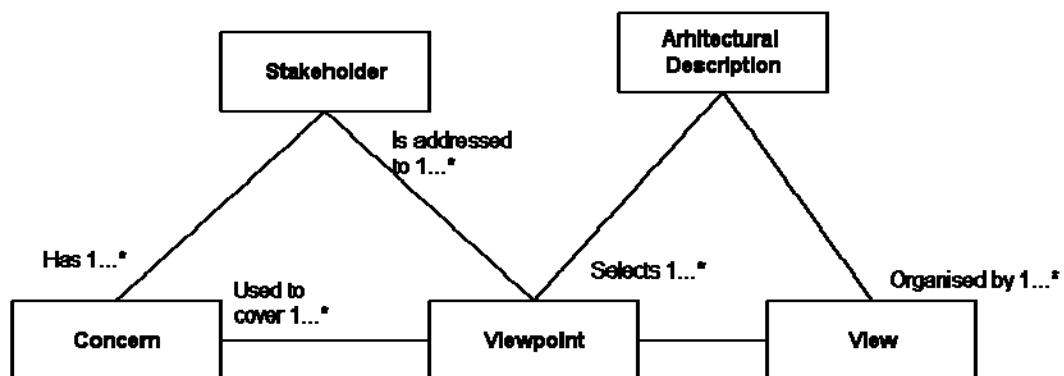 Stakeholder
Arhitectural
Description
Is addressed
to 1...*
Has 1...*
Selects 1...*
Organised by 1...*
Used to
cover 1...*
Concern
Viewpoint
View